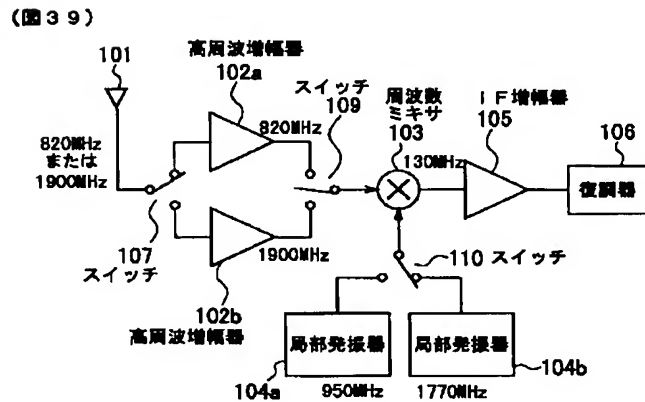 (図39)
101
高周波増幅器
102a
820MHz
スイッチ
109
周波数
ミキサ
103
130MHz
IF増幅器
105
106
復調器
820MHz
または
1900MHz
107
スイッチ
1900MHz
102b
高周波増幅器
110 スイッチ
局部発振器
局部発振器
104a
950MHz
1770MHz
104b